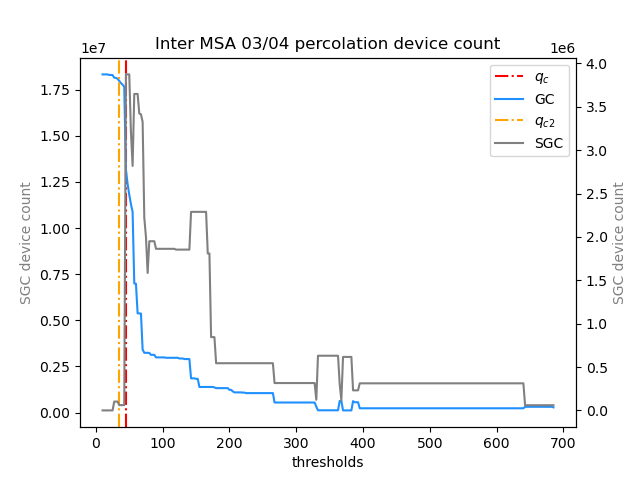 Inter MSA 03/04 percolation device count
1e7
1e6
q_c
GC
q_c2
SGC
SGC device count
1.75
1.50
1.25
1.00
0.75
0.50
0.25
0.00
4.0
3.5
3.0
2.5
2.0
1.5
1.0
0.5
0.0
SGC device count
0 100 200 300 400 500 600 700
thresholds